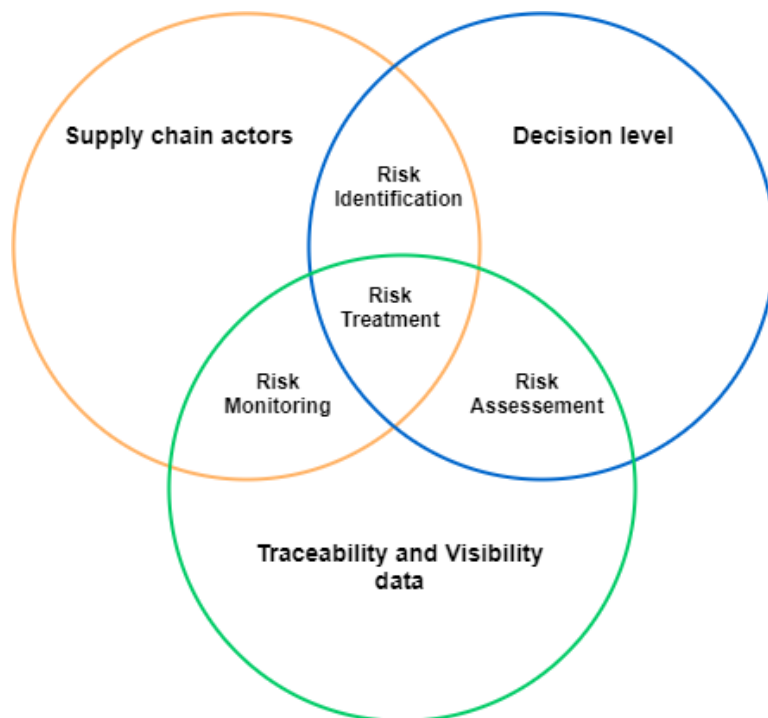 Supply chain actors
Decision level
Risk
Identification
Risk
Treatment
Risk
Monitoring
Risk
Assessement
Traceability and Visibility
data